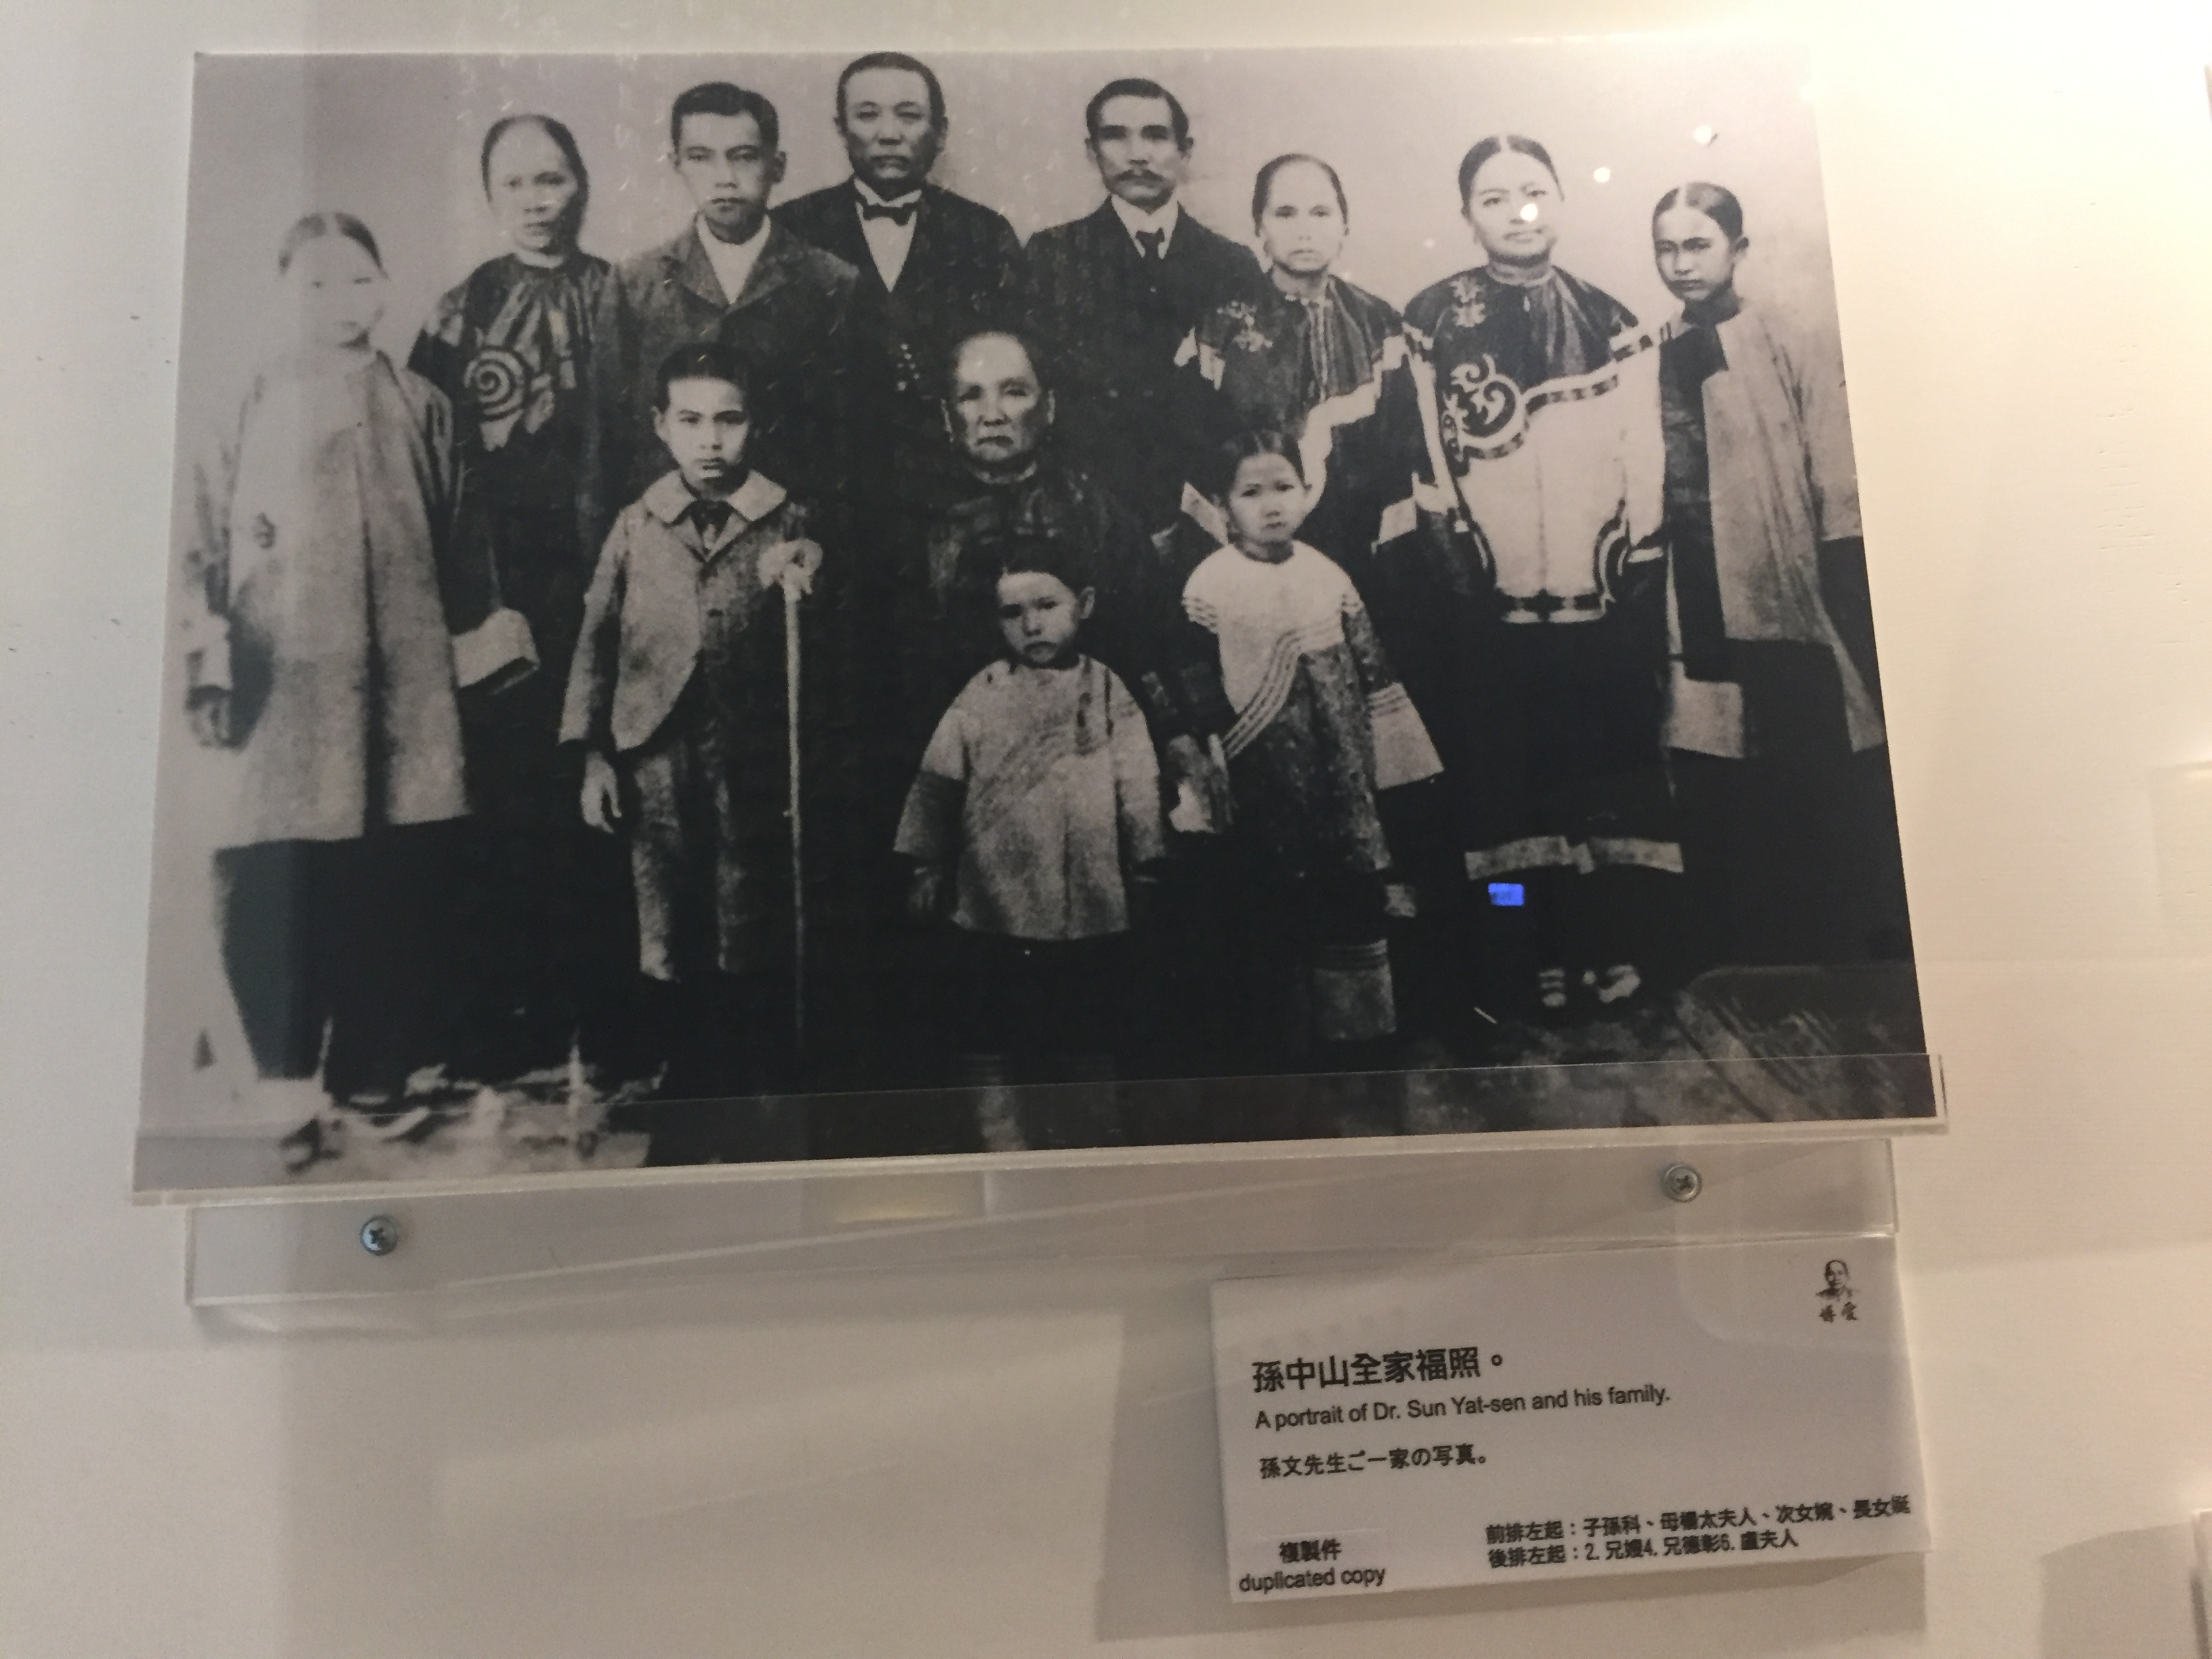 博愛
孫中山全家福照。
A portrait of Dr. Sun Yat-sen and his family.
孫文先生ご一家の写真。
複製件
duplicated copy
前排左起：子孫科、母楊太夫人、次女婉、長女娫
後排左起：2.兄嫂4.兄德彰6.盧夫人